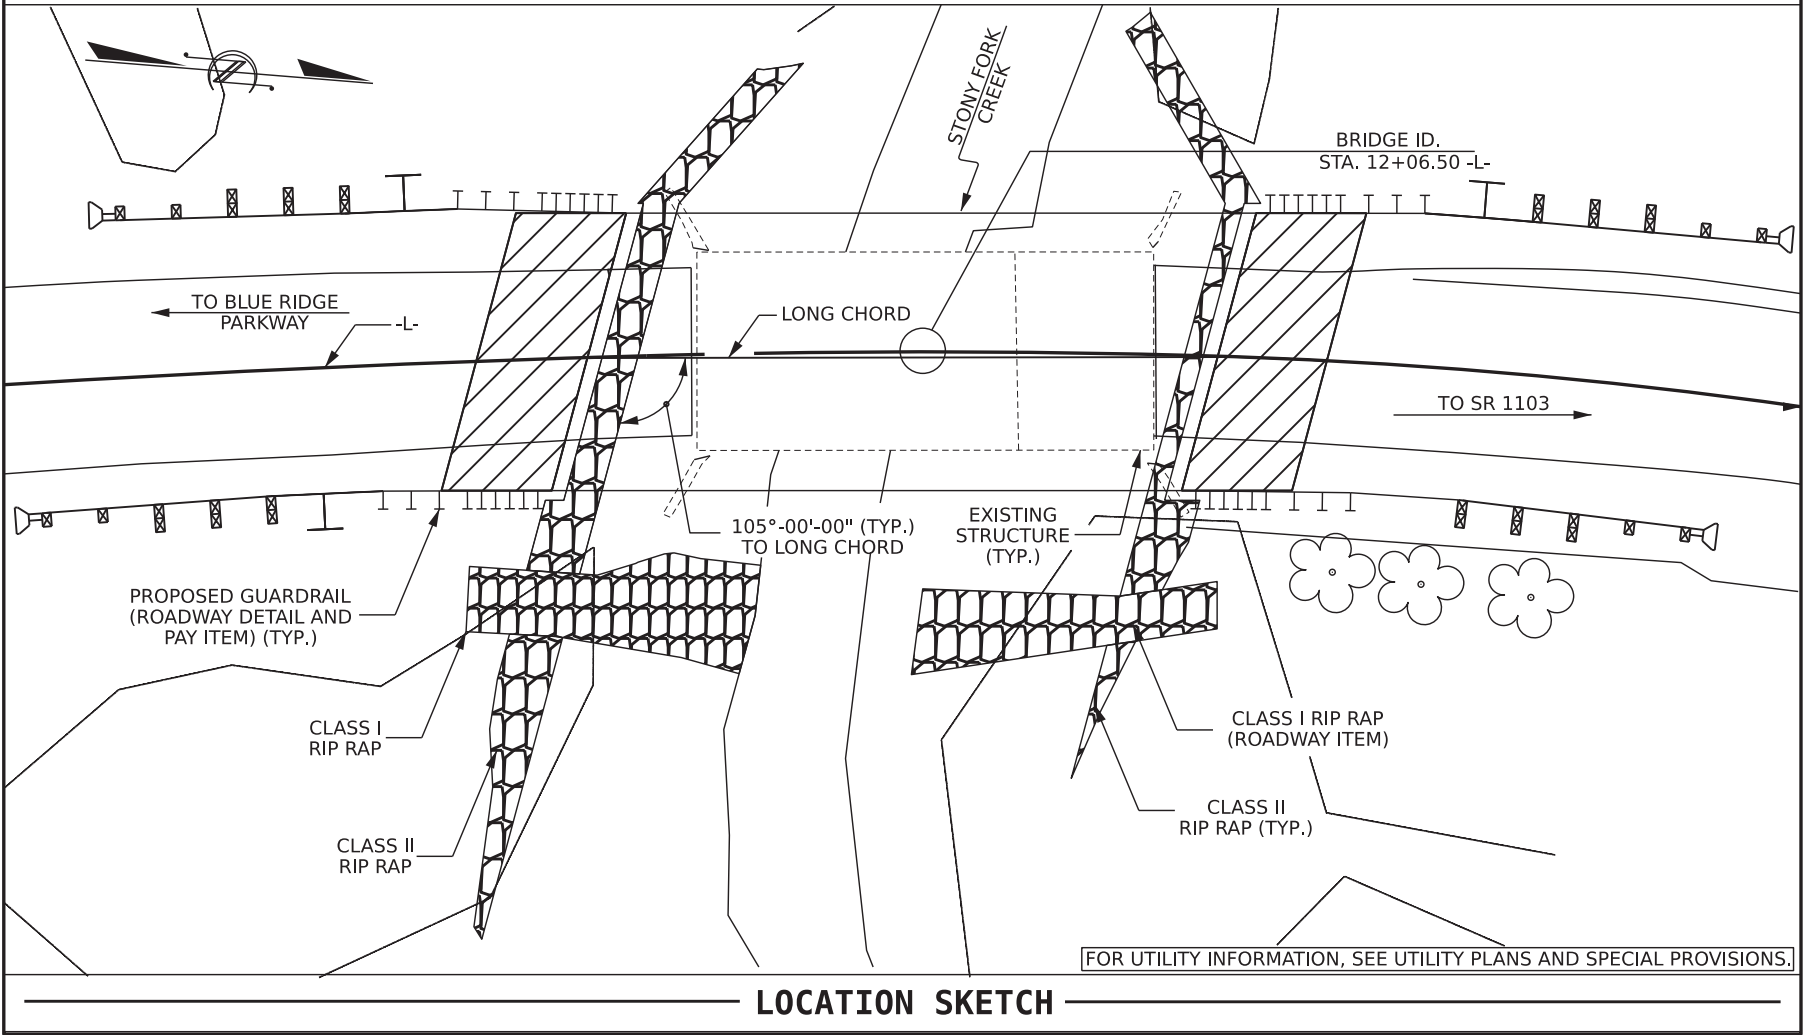 STONY FORK
CREEK
BRIDGE ID.
STA. 12+06.50 -L-
TO BLUE RIDGE
PARKWAY
-L-
LONG CHORD
TO SR 1103
105°-00'-00" (TYP.)
TO LONG CHORD
EXISTING
STRUCTURE
(TYP.)
PROPOSED GUARDRAIL
(ROADWAY DETAIL AND
PAY ITEM) (TYP.)
CLASS I
RIP RAP
CLASS I RIP RAP
(ROADWAY ITEM)
CLASS II
RIP RAP (TYP.)
CLASS II
RIP RAP
FOR UTILITY INFORMATION, SEE UTILITY PLANS AND SPECIAL PROVISIONS.
LOCATION SKETCH